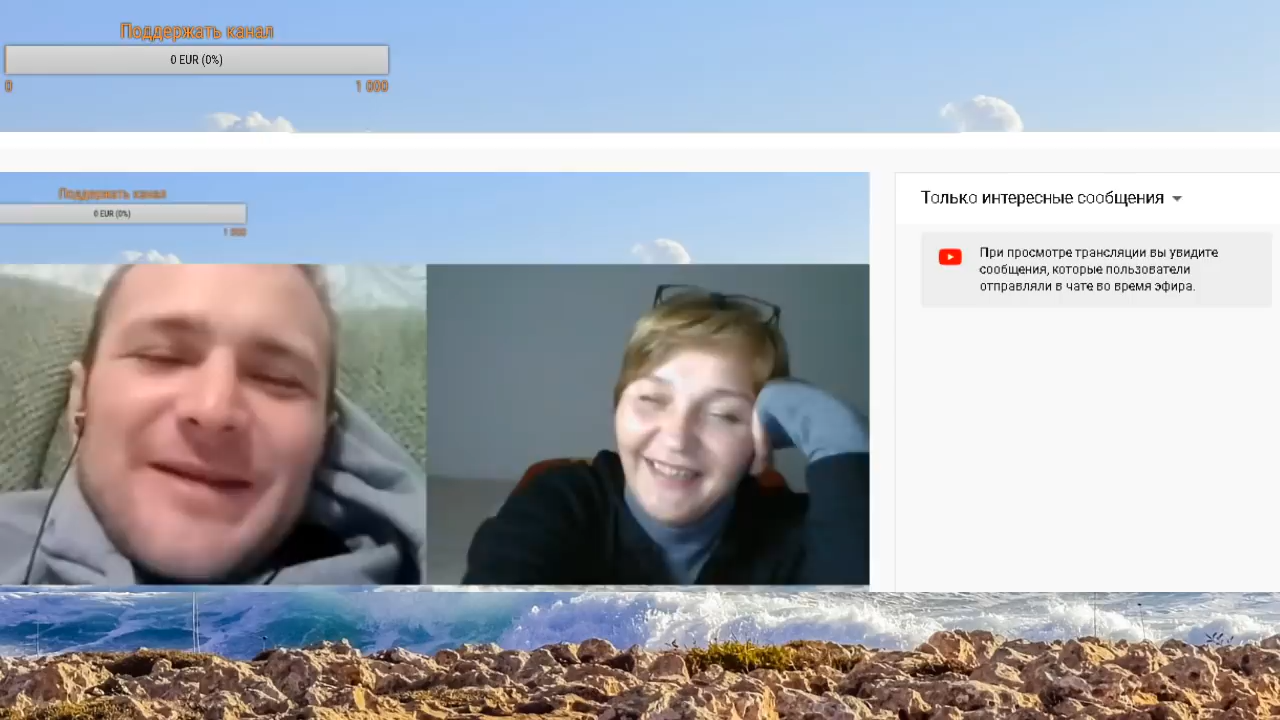 Поддержать канал
0 EUR (0%)
0
1 000
Поддержать канал
0 EUR (0%)
1 000
Только интересные сообщения
При просмотре трансляции вы увидите
сообщения, которые пользователи
отправляли в чате во время эфира.